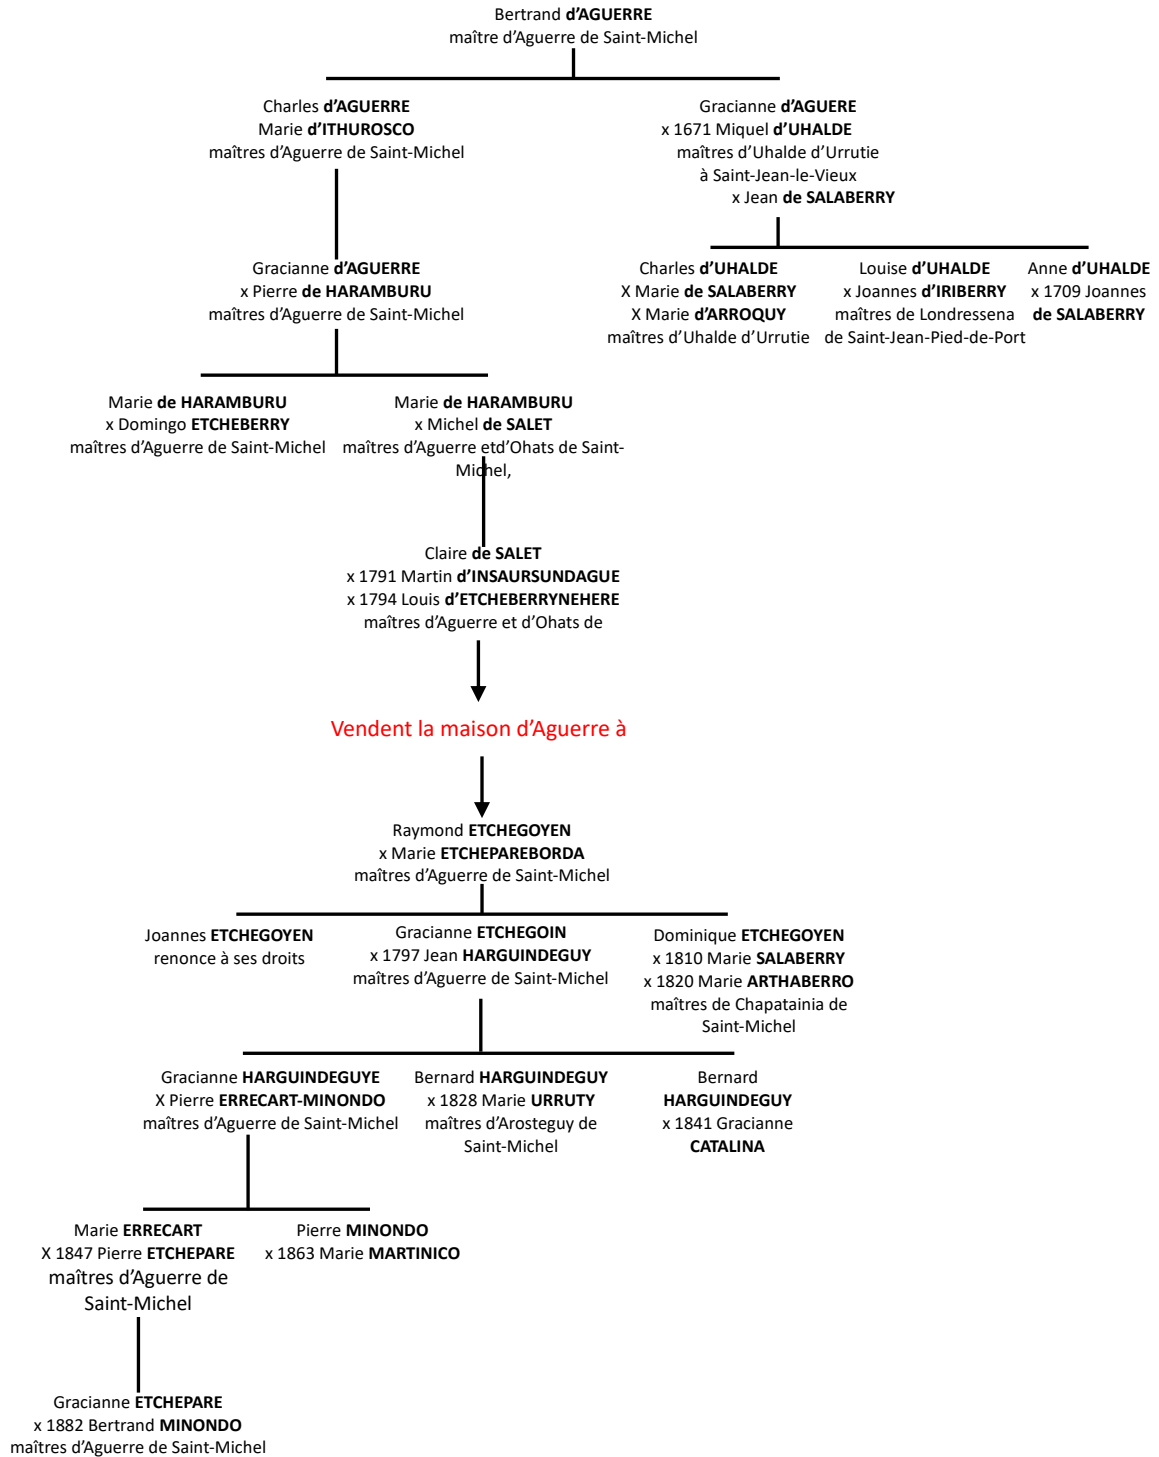 Bertrand d'AGUERRE
maître d'Aguerre de Saint-Michel
Charles d'AGUERRE
Marie d'ITHUROSCO
maîtres d'Aguerre de Saint-Michel
Gracianne d'AGUERE
x 1671 Miquel d'UHALDE
maîtres d'Uhalde d'Urrutie
à Saint-Jean-le-Vieux
x Jean de SALABERRY
Gracianne d'AGUERRE
x Pierre de HARAMBURU
maîtres d'Aguerre de Saint-Michel
Charles d'UHALDE
X Marie de SALABERRY
X Marie d'ARROQUY
maîtres d'Uhalde d'Urrutie
Louise d'UHALDE
x Joannes d'IRIBERRY
maîtres de Londressena
de Saint-Jean-Pied-de-Port
Anne d'UHALDE
x 1709 Joannes
de SALABERRY
Marie de HARAMBURU
x Domingo ETCHEBERRY
maîtres d'Aguerre de Saint-Michel
Marie de HARAMBURU
x Michel de SALET
maîtres d'Aguerre etd'Ohats de Saint-
Michel,
Claire de SALET
x 1791 Martin d'INSAURSUNDAGUE
x 1794 Louis d'ETCHEBERRYNEHERE
maîtres d'Aguerre et d'Ohats de
Vendent la maison d'Aguerre à
Raymond ETCHEGOYEN
x Marie ETCHEPAREBORDA
maîtres d'Aguerre de Saint-Michel
Joannes ETCHEGOYEN
renonce à ses droits
Gracianne ETCHEGOIN
x 1797 Jean HARGUINDEGUY
maîtres d'Aguerre de Saint-Michel
Dominique ETCHEGOYEN
x 1810 Marie SALABERRY
x 1820 Marie ARTHABERRO
maîtres de Chapatainia de
Saint-Michel
Gracianne HARGUINDEGUYE
X Pierre ERRECART-MINONDO
maîtres d'Aguerre de Saint-Michel
Bernard HARGUINDEGUY
x 1828 Marie URRUTY
maîtres d'Arosteguy de
Saint-Michel
Bernard
HARGUINDEGUY
x 1841 Gracianne
CATALINA
Marie ERRECART
X 1847 Pierre ETCHEPARE
maîtres d'Aguerre de
Saint-Michel
Pierre MINONDO
x 1863 Marie MARTINICO
Gracianne ETCHEPARE
x 1882 Bertrand MINONDO
maîtres d'Aguerre de Saint-Michel